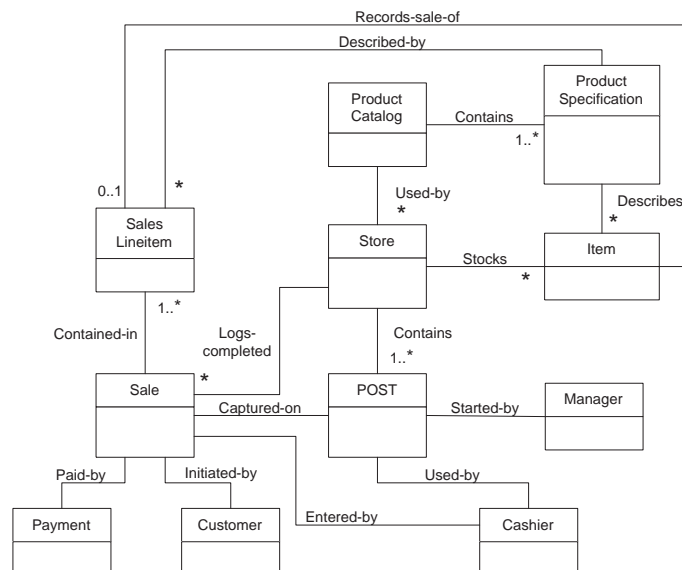 Records-sale-of
Described-by
Product
Specification
Product
Catalog
Contains
1..*
0..1
*
Used-by
*
Describes
*
Sales
Lineitem
Store
Stocks
*
Item
1..*
Contained-in
Logs-
completed
*
Contains
1..*
Sale
Captured-on
POST
Started-by
Manager
Paid-by
Initiated-by
Used-by
Entered-by
Payment
Customer
Cashier